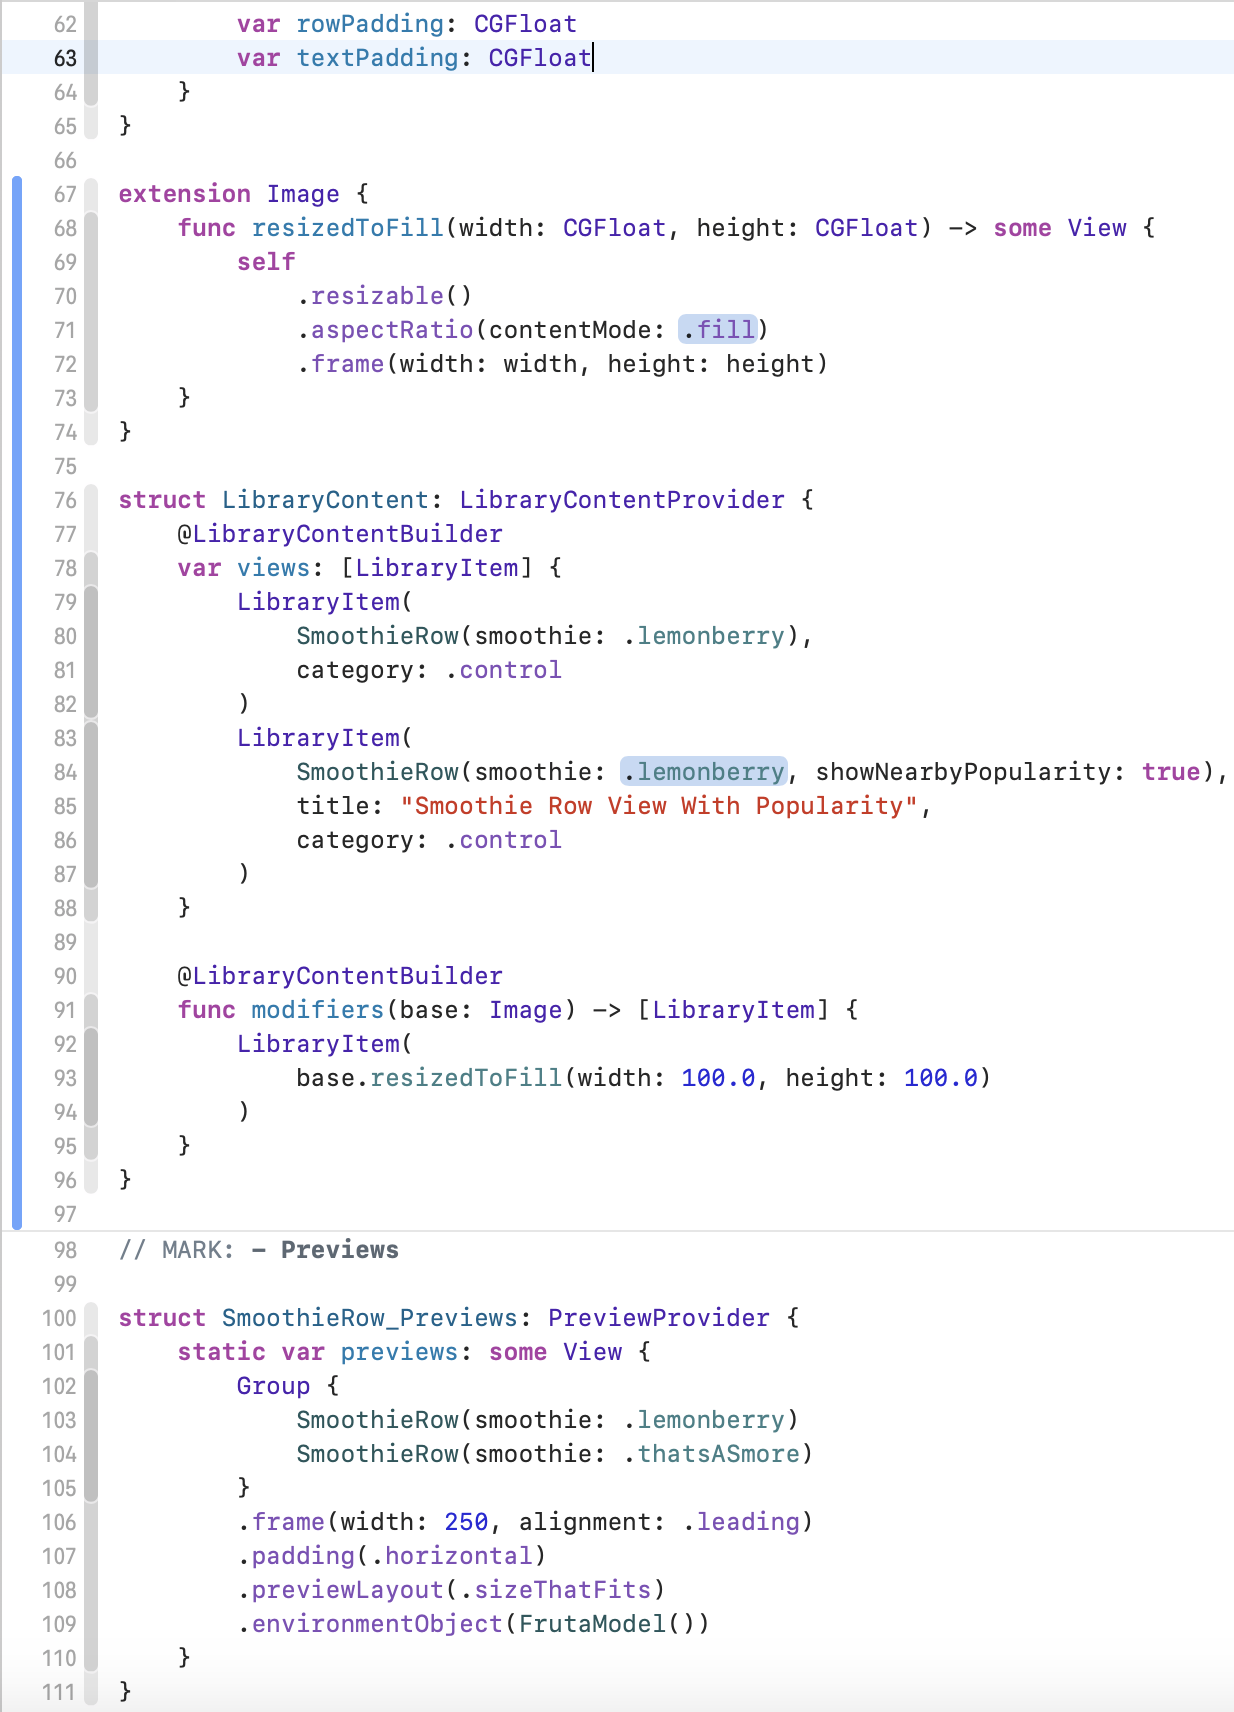 62 var rowPadding: CGFloat
63 var textPadding: CGFloat
64 }
65 }
66
67 extension Image {
68 func resizedToFill(width: CGFloat, height: CGFloat) -> some View {
69 self
70 .resizable()
71 .aspectRatio(contentMode: .fill)
72 .frame(width: width, height: height)
73 }
74 }
75
76 struct LibraryContent: LibraryContentProvider {
77 @LibraryContentBuilder
78 var views: [LibraryItem] {
79 LibraryItem(
80 SmoothieRow(smoothie: .lemonberry),
81 category: .control
82 )
83 LibraryItem(
84 SmoothieRow(smoothie: .lemonberry, showNearbyPopularity: true),
85 title: "Smoothie Row View With Popularity",
86 category: .control
87 )
88 }
89
90 @LibraryContentBuilder
91 func modifiers(base: Image) -> [LibraryItem] {
92 LibraryItem(
93 base.resizedToFill(width: 100.0, height: 100.0)
94 )
95 }
96 }
97
98 // MARK: - Previews
99
100 struct SmoothieRow_Previews: PreviewProvider {
101 static var previews: some View {
102 Group {
103 SmoothieRow(smoothie: .lemonberry)
104 SmoothieRow(smoothie: .thatsASmore)
105 }
106 .frame(width: 250, alignment: .leading)
107 .padding(.horizontal)
108 .previewLayout(.sizeThatFits)
109 .environmentObject(FrutaModel())
110 }
111 }